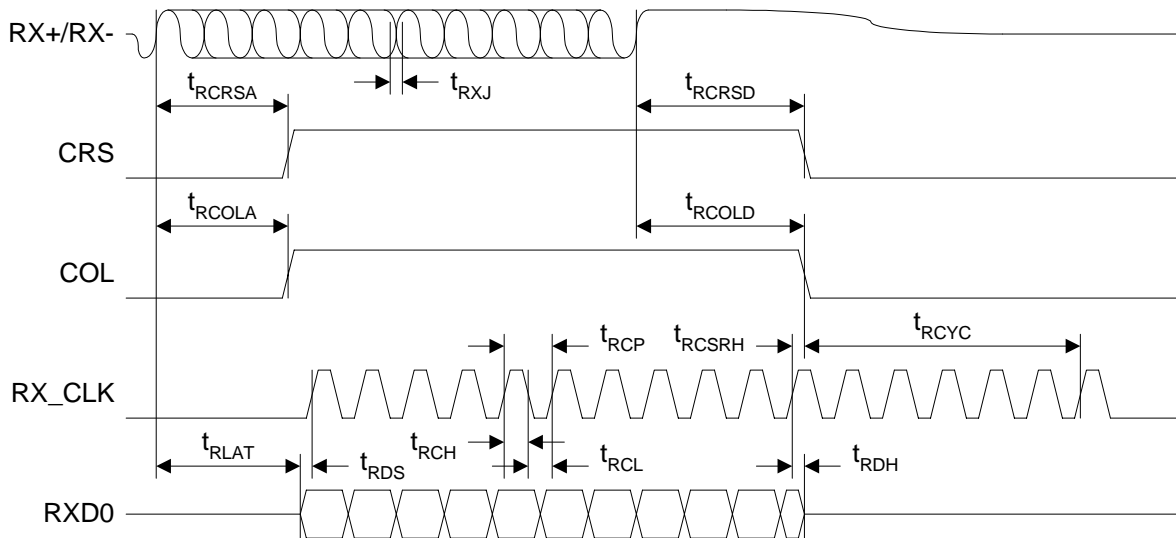 RX+/RX-
tRXJ
tRCRSA
tRCRSD
CRS
tRCOLA
tRCOLD
COL
tRCP
tRCSRH
tRCYC
RX_CLK
tRLAT
tRDS
tRCH
tRCL
tRDH
RXD0